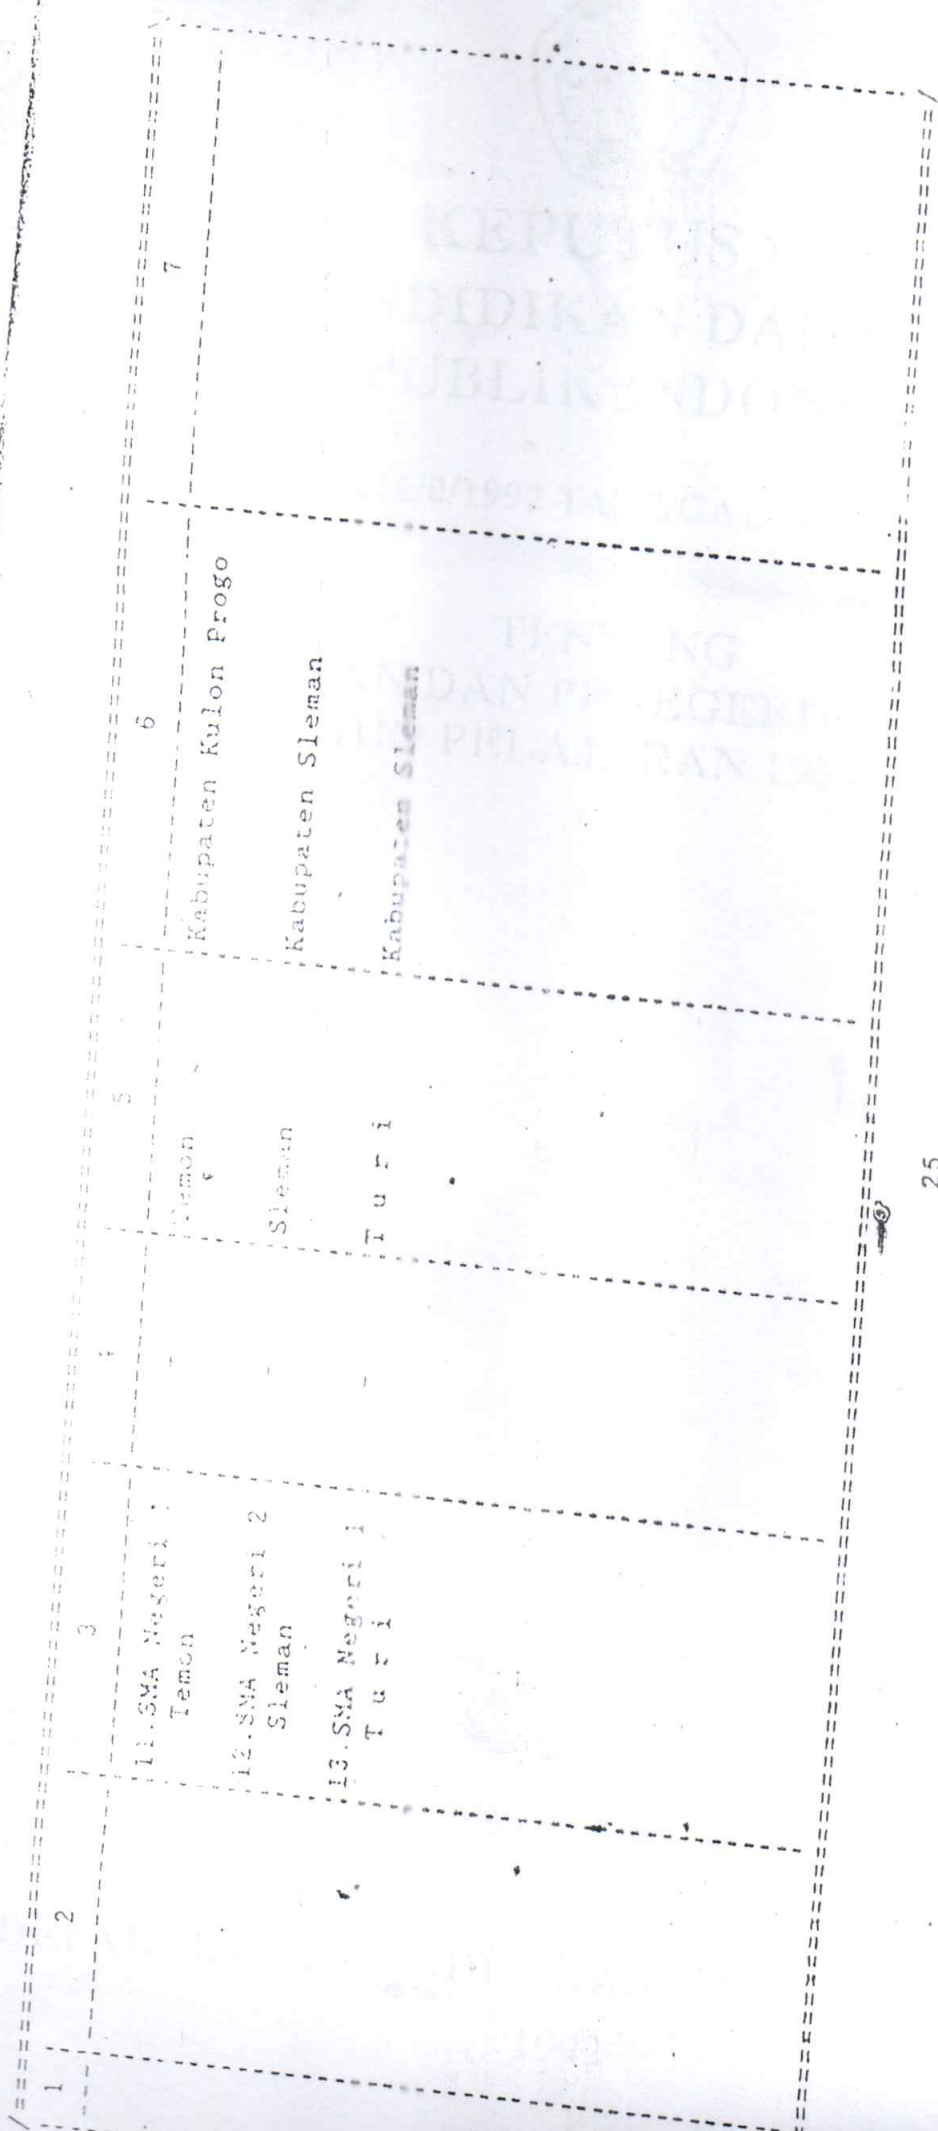 1 2 3 5 6 7
11.SMA Negeri 1 - Temon Kabupaten Kulon Progo
Temon
12.SMA Negeri 2 - Sleman Kabupaten Sleman
Sleman
13.SMA Negeri 1 - T u r i Kabupaten Sleman
T u r i
25